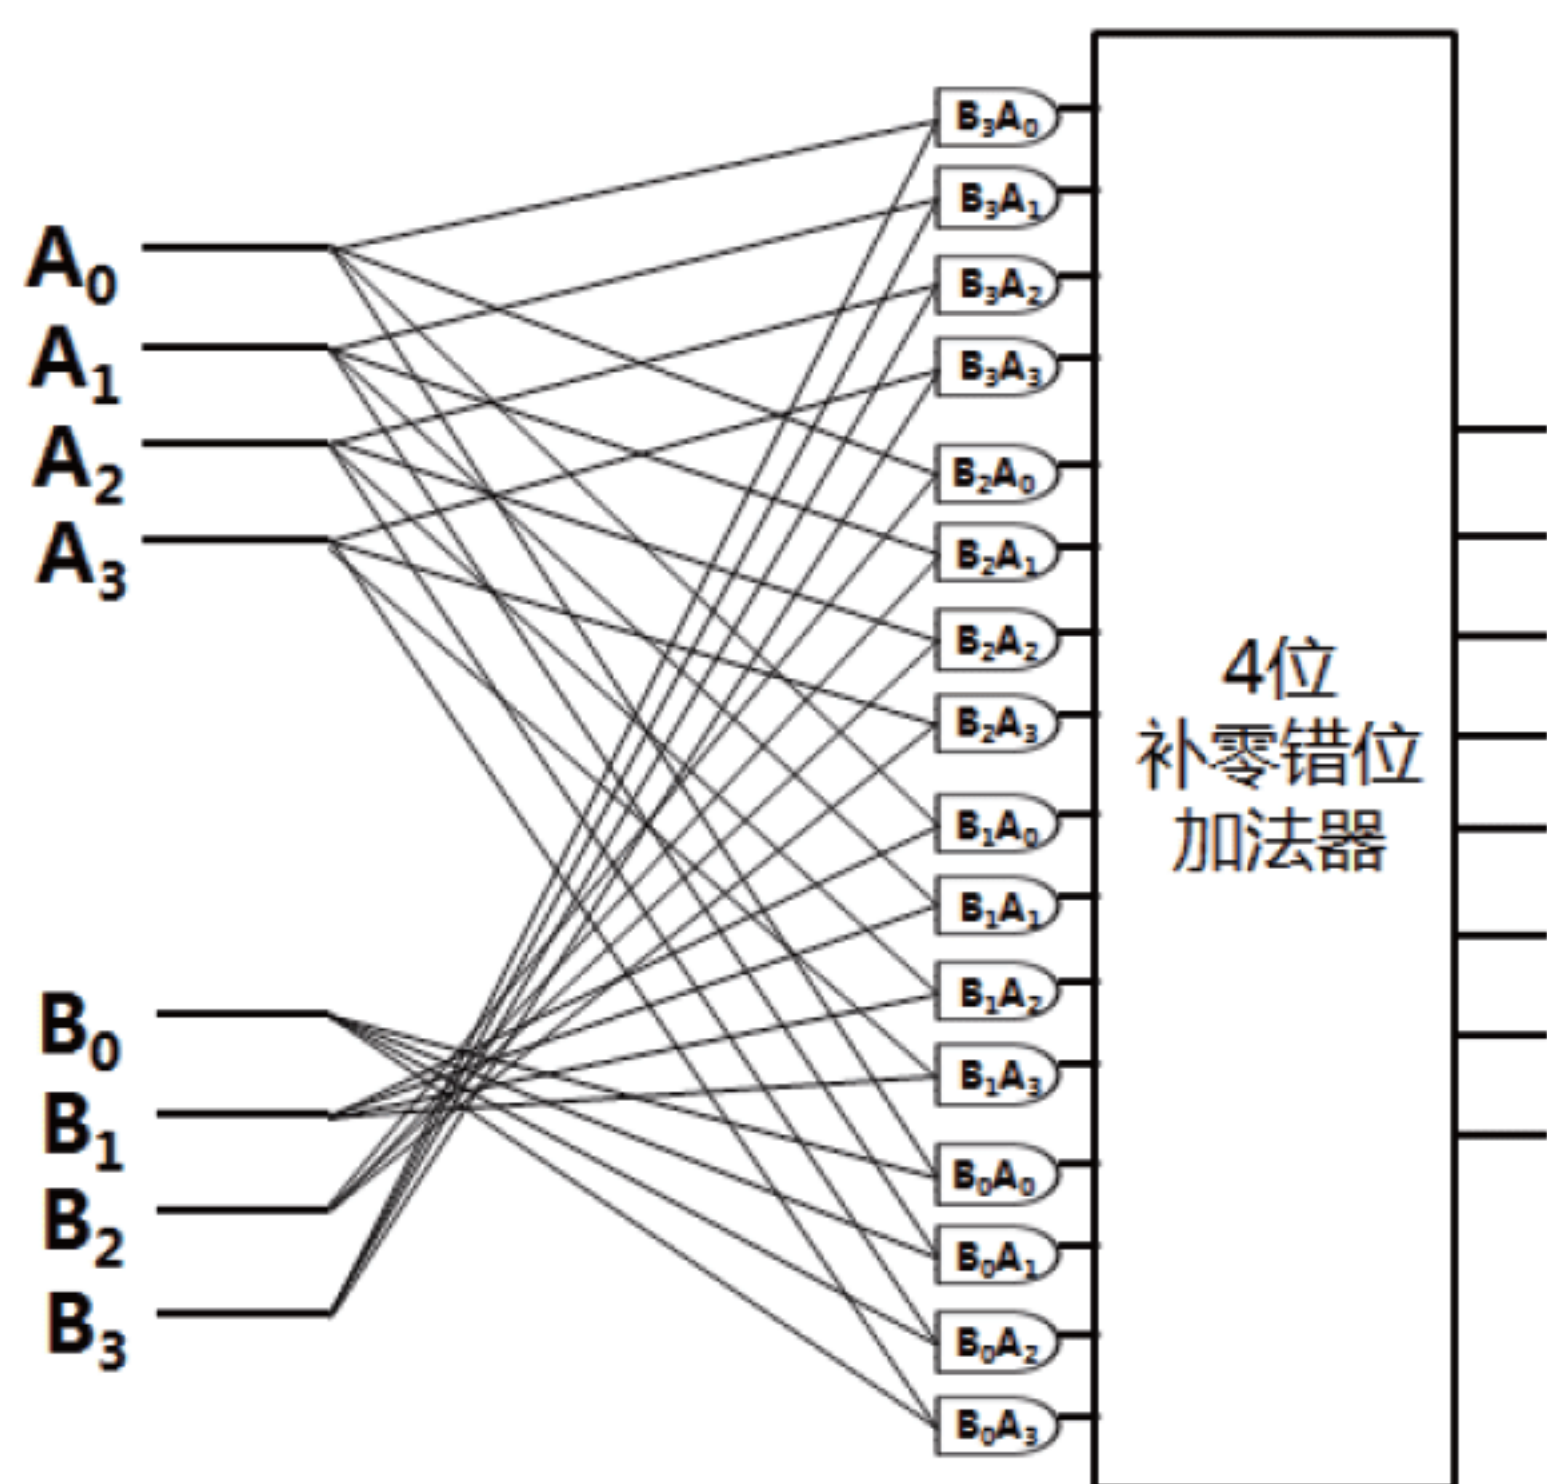 A₀
A₁
A₂
A₃
B₀
B₁
B₂
B₃
B₃A₀
B₃A₁
B₃A₂
B₃A₃
B₂A₀
B₂A₁
B₂A₂
B₂A₃
B₁A₀
B₁A₁
B₁A₂
B₁A₃
B₀A₀
B₀A₁
B₀A₂
B₀A₃
4位
补零错位
加法器